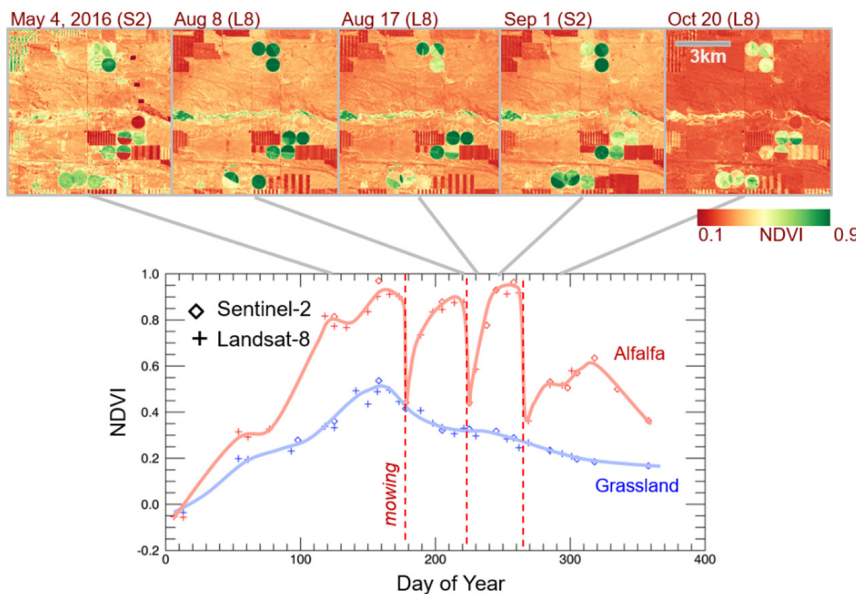 May 4, 2016 (S2) Aug 8 (L8) Aug 17 (L8) Sep 1 (S2) Oct 20 (L8)
3km
0.1 NDVI 0.9
1.0
0.8
0.6
0.4
0.2
0.0
-0.2
NDVI
Sentinel-2
Landsat-8
Alfalfa
mowing
Grassland
0 100 200 300 400
Day of Year